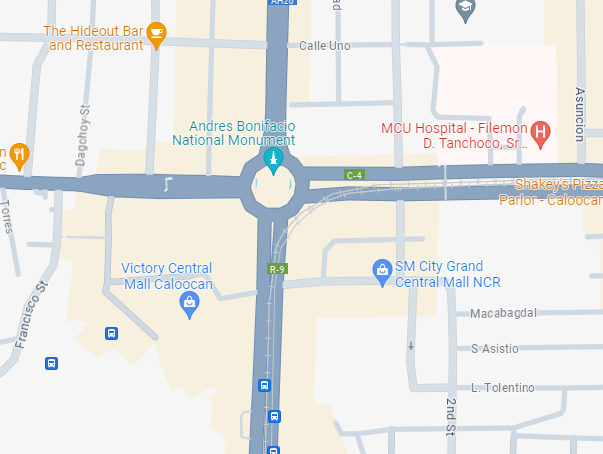 AH26
The Hideout Bar
and Restaurant
Calle Uno
ad
Asuncion
Dagohoy St
Andres Bonifacio
National Monument
MCU Hospital - Filemon
D. Tanchoco, Sr...
H
n
c
C-4
Shakey's Pizza
Parlor - Caloocan
Torres
R-9
Victory Central
Mall Caloocan
SM City Grand
Central Mall NCR
Francisco St
Macabagdal
S Asistio
L. Tolentino
2nd St